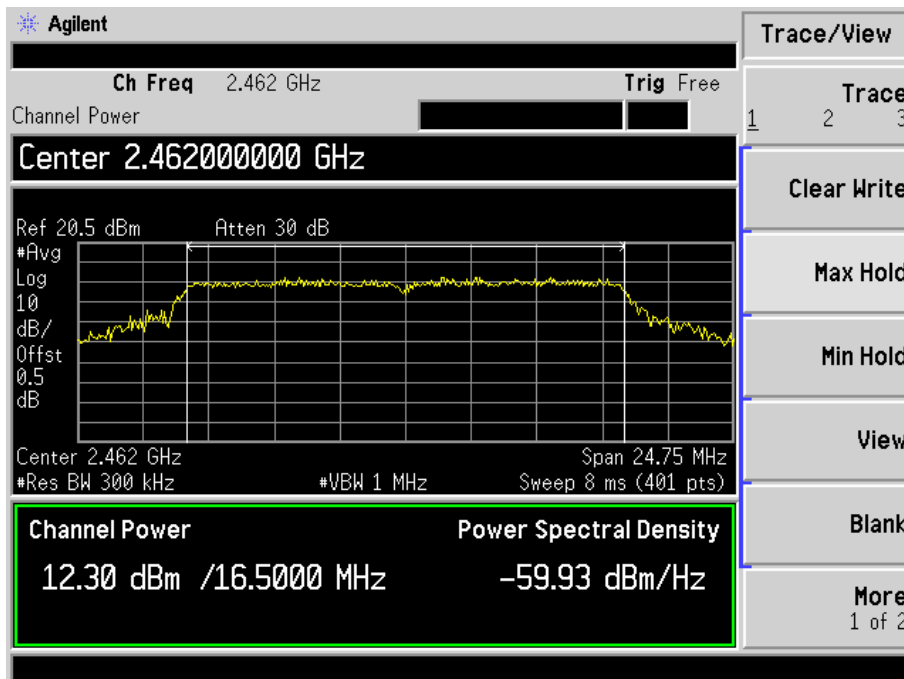 Agilent
Ch Freq 2.462 GHz Trig Free
Channel Power
Center 2.462000000 GHz
Ref 20.5 dBm Atten 30 dB
#Avg
Log
10
dB/
Offst
0.5
dB
Center 2.462 GHz Span 24.75 MHz
#Res BW 300 kHz #VBW 1 MHz Sweep 8 ms (401 pts)
Channel Power Power Spectral Density
12.30 dBm /16.5000 MHz -59.93 dBm/Hz
Trace/View
Trace
1 2 3
Clear Write
Max Hold
Min Hold
View
Blank
More
1 of 2